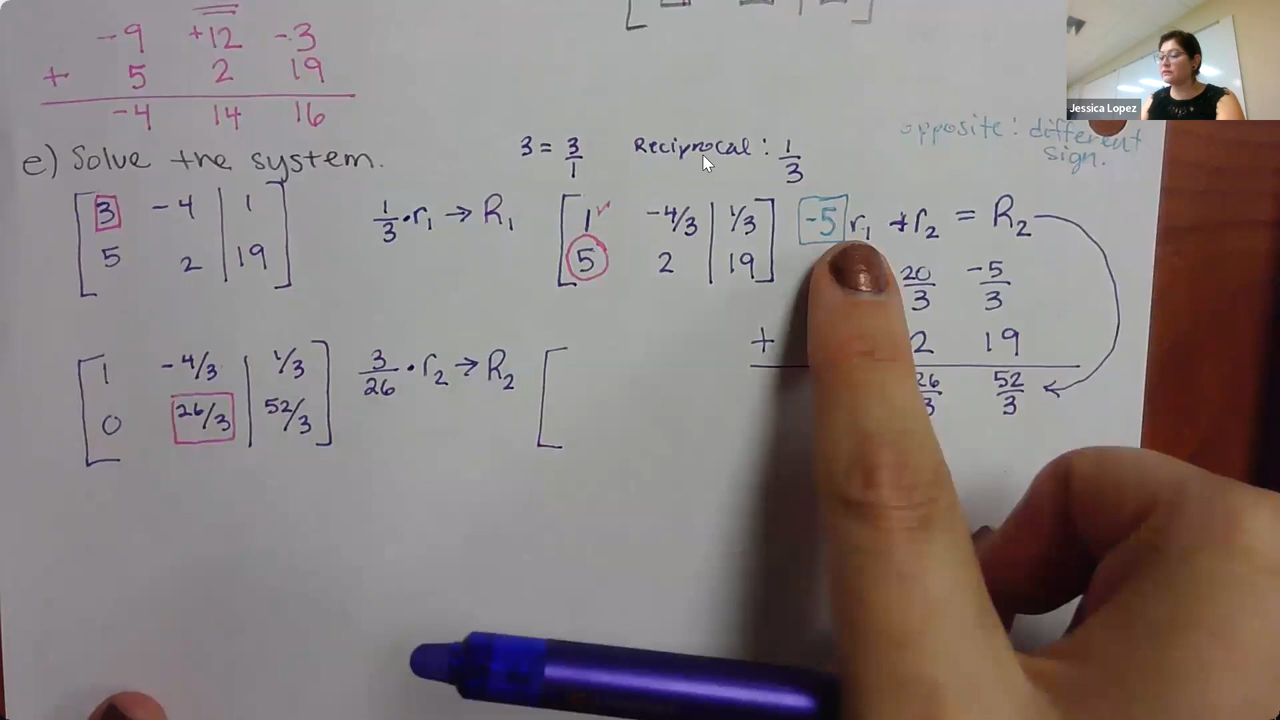 -9 +12 -3
+ 5 2 19
-4 14 16
Jessica Lopez
opposite: different sign.
e) Solve the system.
3 = 3/1 Reciprocal: 1/3
[3 -4 | 1]
[5 2 | 19]
1/3 · r₁ → R₁
[1 -4/3 | 1/3]
[5 2 | 19]
-5 r₁ + r₂ = R₂
20/3 -5/3
+ 2 19
26/3 52/3
[1 -4/3 | 1/3]
[0 26/3 | 52/3]
3/26 · r₂ → R₂ [